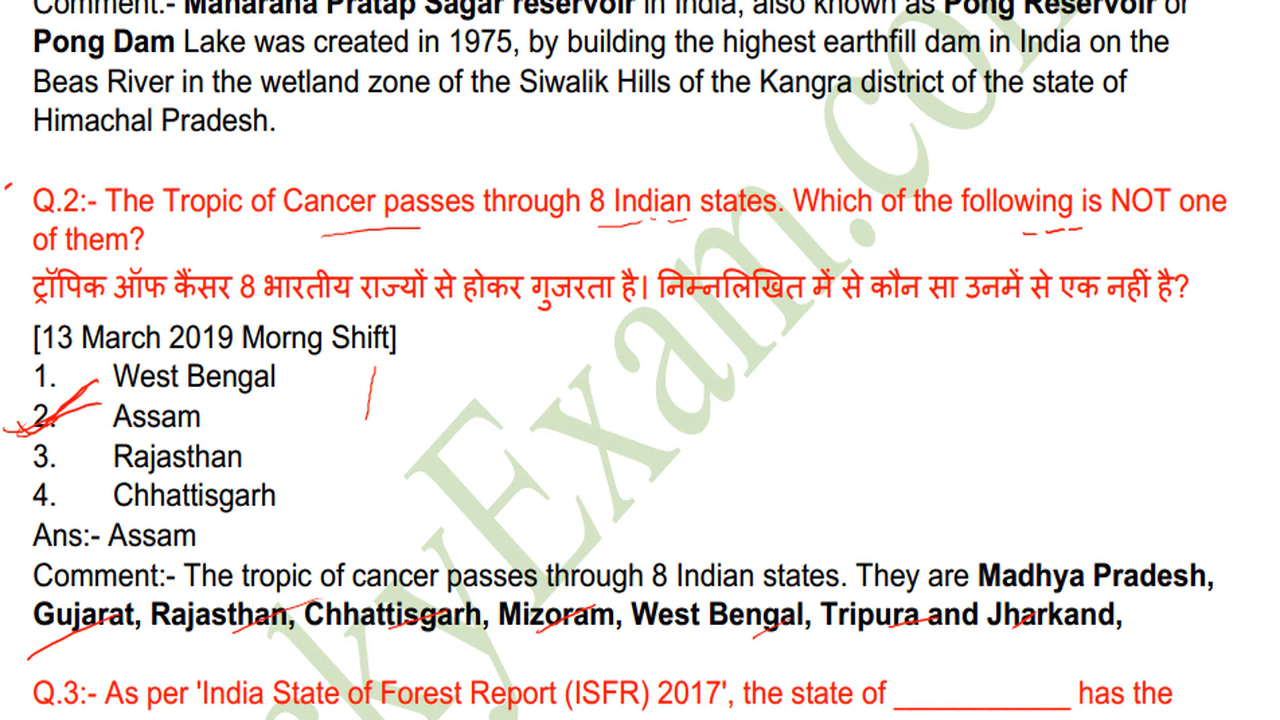 Comment.- Maharana Pratap Sagar reservoir in India, also known as Pong Reservoir or
Pong Dam Lake was created in 1975, by building the highest earthfill dam in India on the
Beas River in the wetland zone of the Siwalik Hills of the Kangra district of the state of
Himachal Pradesh.
Q.2:- The Tropic of Cancer passes through 8 Indian states. Which of the following is NOT one
of them?
ट्रॉपिक ऑफ कैंसर 8 भारतीय राज्यों से होकर गुजरता है। निम्नलिखित में से कौन सा उनमें से एक नहीं है?
[13 March 2019 Morng Shift]
1. West Bengal
2. Assam
3. Rajasthan
4. Chhattisgarh
Ans:- Assam
Comment:- The tropic of cancer passes through 8 Indian states. They are Madhya Pradesh,
Gujarat, Rajasthan, Chhattisgarh, Mizoram, West Bengal, Tripura and Jharkand,
Q.3:- As per 'India State of Forest Report (ISFR) 2017', the state of ___________ has the
kyExam.com